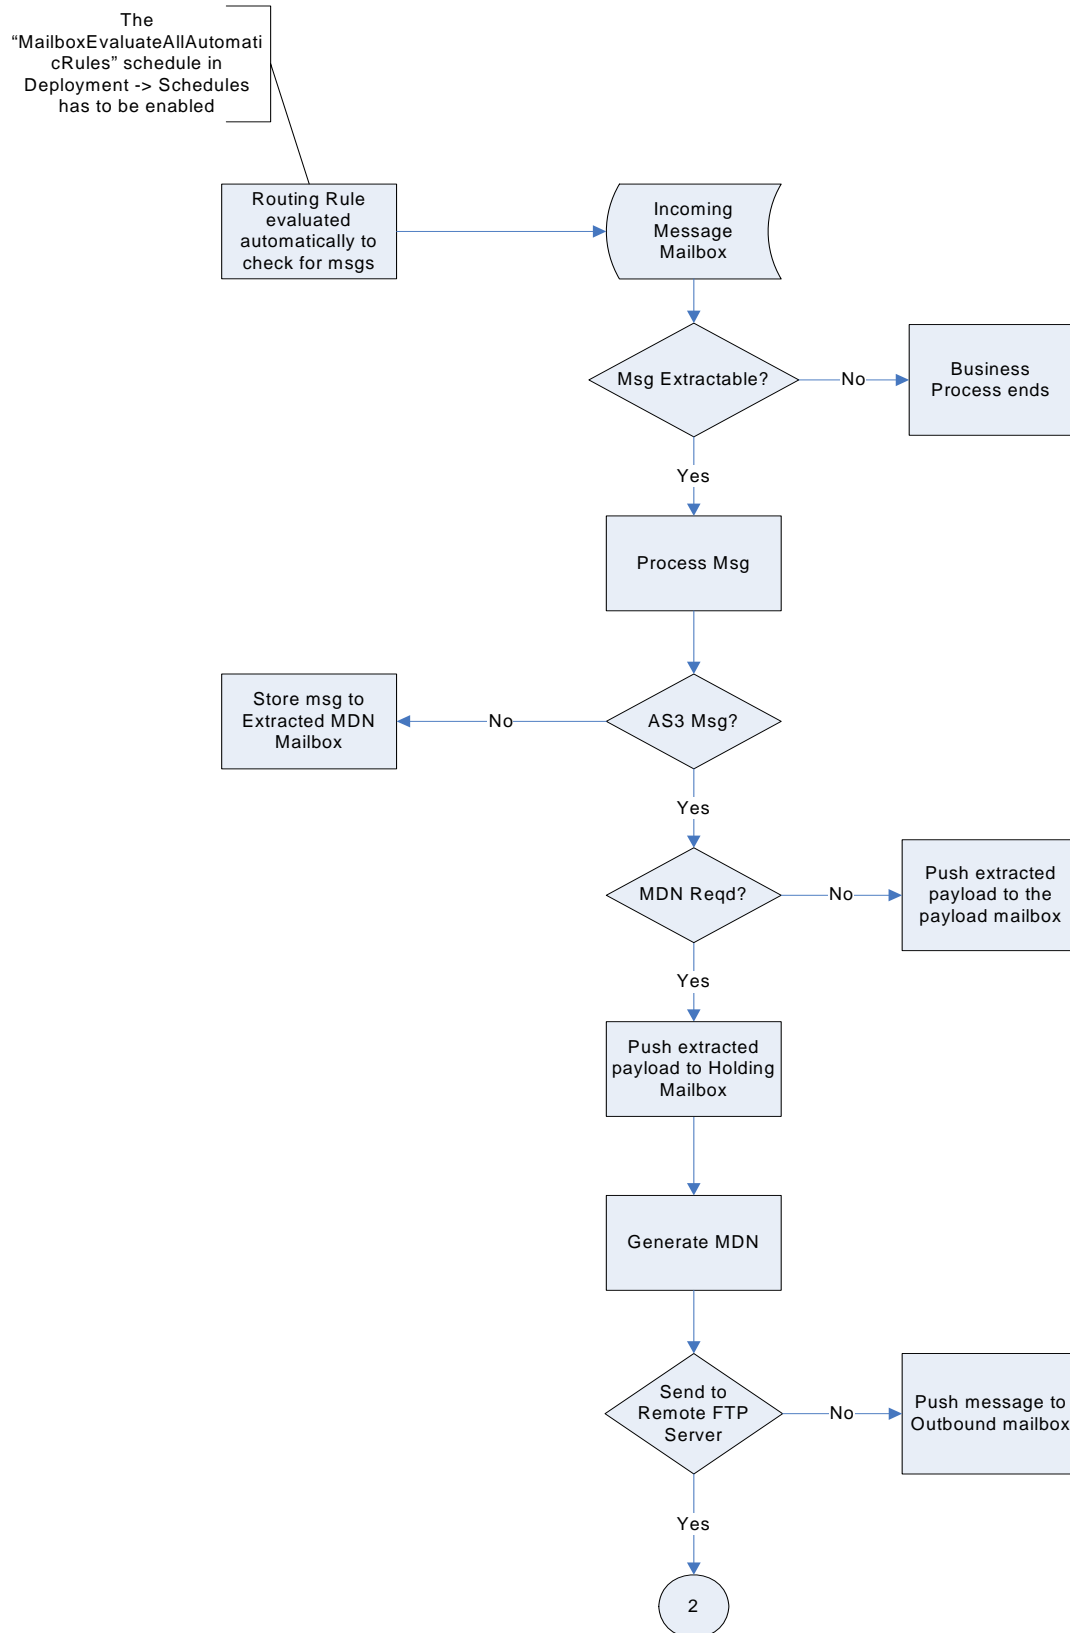 The
“MailboxEvaluateAllAutomati
cRules” schedule in
Deployment -> Schedules
has to be enabled
Routing Rule
evaluated
automatically to
check for msgs
Incoming
Message
Mailbox
Msg Extractable?
No
Business
Process ends
Yes
Process Msg
Store msg to
Extracted MDN
Mailbox
No
AS3 Msg?
Yes
MDN Reqd?
No
Push extracted
payload to the
payload mailbox
Yes
Push extracted
payload to Holding
Mailbox
Generate MDN
Send to
Remote FTP
Server
No
Push message to
Outbound mailbox
Yes
2